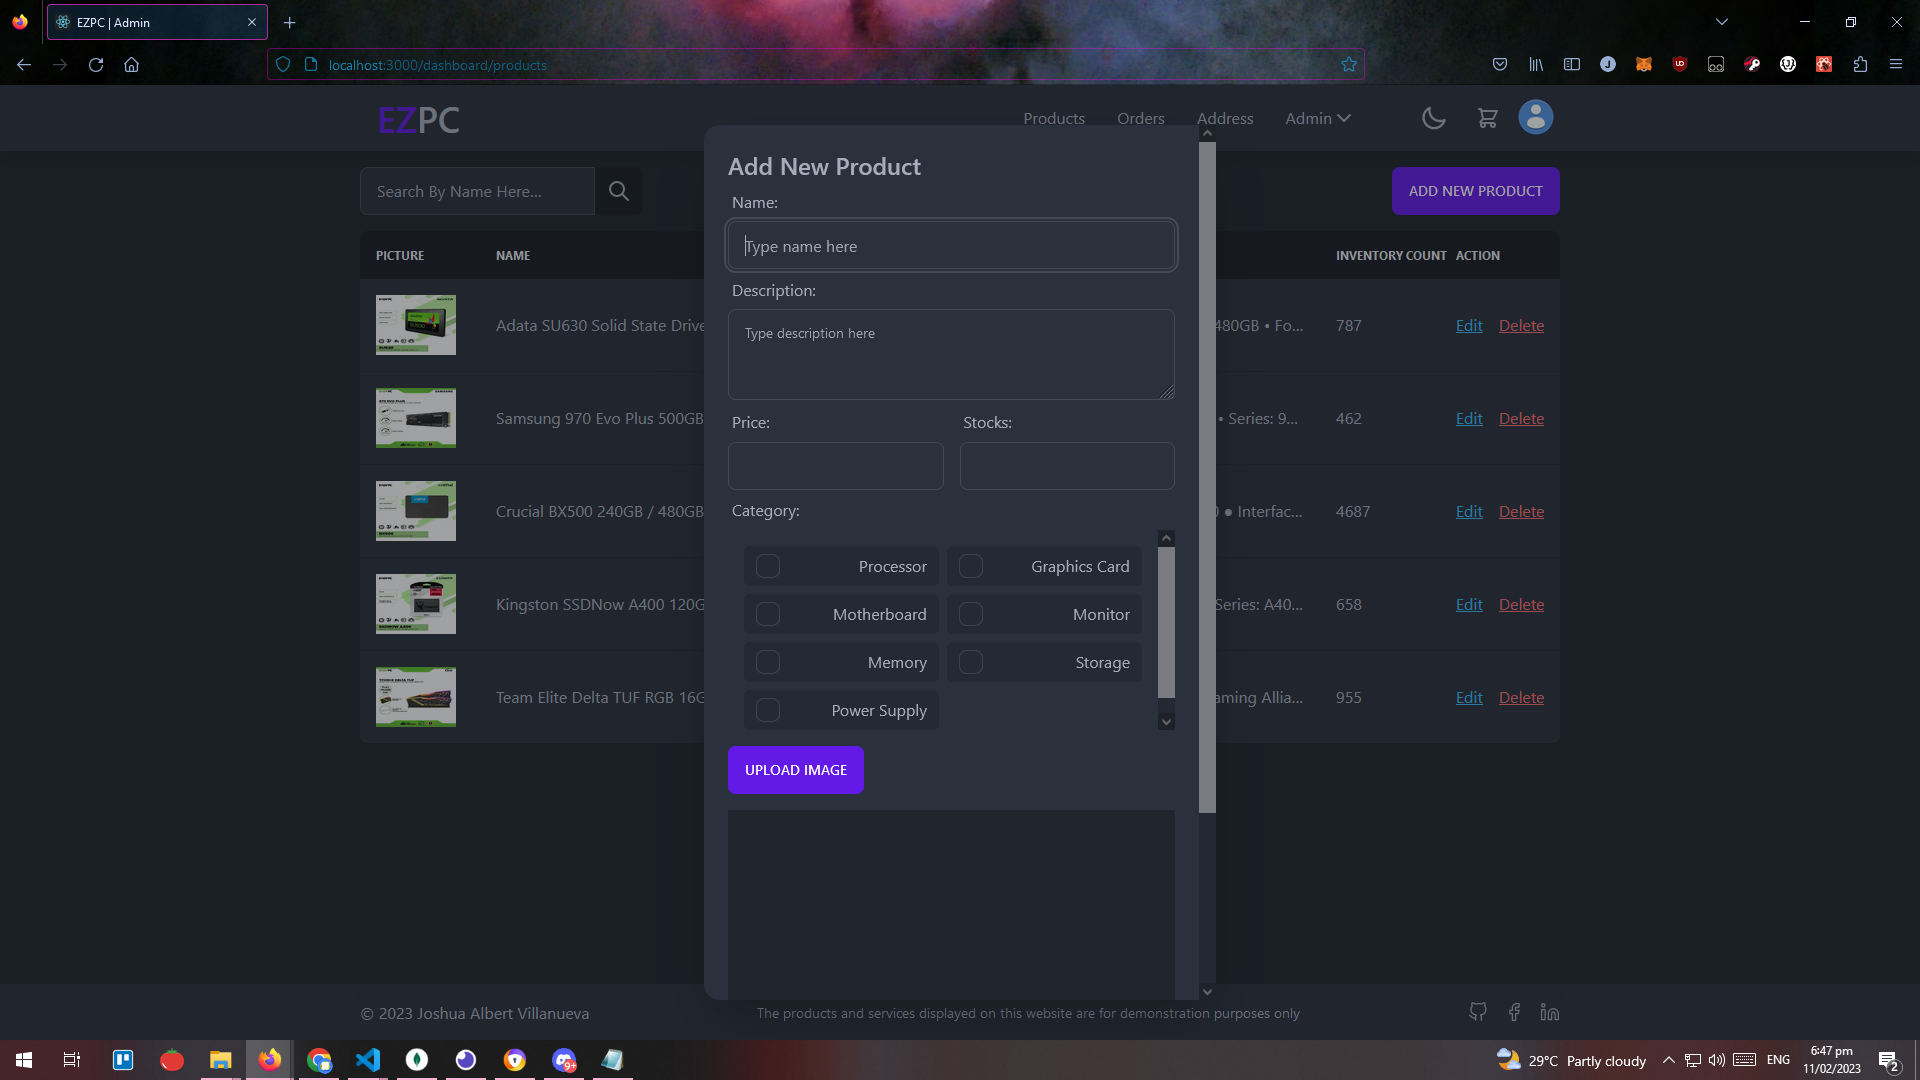 EZPC | Admin
localhost:3000/dashboard/products
EZPC
Products
Orders
Address
Admin
Search By Name Here...
ADD NEW PRODUCT
PICTURE
NAME
INVENTORY COUNT
ACTION
Adata SU630 Solid State Drive
480GB • Fo...
787
Edit
Delete
Samsung 970 Evo Plus 500GB
• Series: 9...
462
Edit
Delete
Crucial BX500 240GB / 480GB
● Interfac...
4687
Edit
Delete
Kingston SSDNow A400 120G
Series: A40...
658
Edit
Delete
Team Elite Delta TUF RGB 16G
aming Allia...
955
Edit
Delete
Add New Product
Name:
Type name here
Description:
Type description here
Price:
Stocks:
Category:
Processor
Graphics Card
Motherboard
Monitor
Memory
Storage
Power Supply
UPLOAD IMAGE
© 2023 Joshua Albert Villanueva
The products and services displayed on this website are for demonstration purposes only
29°C Partly cloudy
ENG
6:47 pm
11/02/2023
2
9+